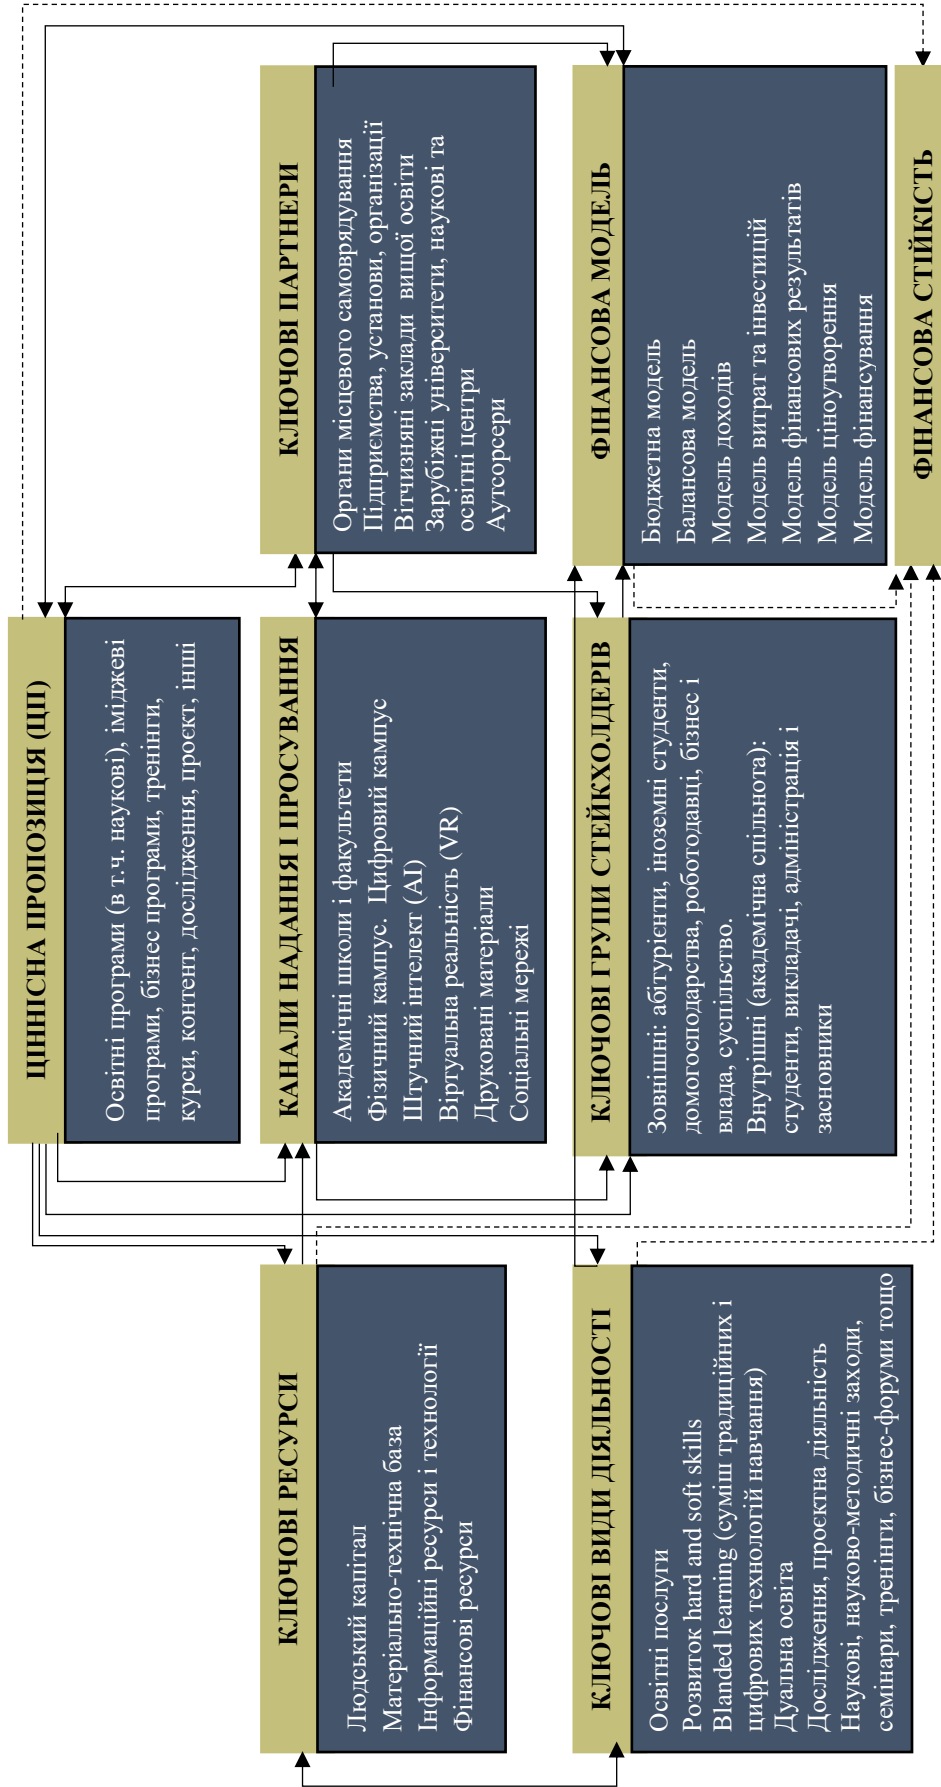 ЦІННІСНА ПРОПОЗИЦІЯ (ЦП)
Освітні програми (в т.ч. наукові), іміджеві
програми, бізнес програми, тренінги,
курси, контент, дослідження, проєкт, інші
КЛЮЧОВІ РЕСУРСИ
Людський капітал
Матеріально-технічна база
Інформаційні ресурси і технології
Фінансові ресурси
КАНАЛИ НАДАННЯ І ПРОСУВАННЯ
Академічні школи і факультети
Фізичний кампус. Цифровий кампус
Штучний інтелект (AI)
Віртуальна реальність (VR)
Друковані матеріали
Соціальні мережі
КЛЮЧОВІ ПАРТНЕРИ
Органи місцевого самоврядування
Підприємства, установи, організації
Вітчизняні заклади вищої освіти
Зарубіжні університети, наукові та
освітні центри
Аутсорсери
КЛЮЧОВІ ВИДИ ДІЯЛЬНОСТІ
Освітні послуги
Розвиток hard and soft skills
Blanded learning (суміш традиційних і
цифрових технологій навчання)
Дуальна освіта
Дослідження, проєктна діяльність
Наукові, науково-методичні заходи,
семінари, тренінги, бізнес-форуми тощо
КЛЮЧОВІ ГРУПИ СТЕЙКХОЛДЕРІВ
Зовнішні: абітурієнти, іноземні студенти,
домогосподарства, роботодавці, бізнес і
влада, суспільство.
Внутрішні (академічна спільнота):
студенти, викладачі, адміністрація і
засновники
ФІНАНСОВА МОДЕЛЬ
Бюджетна модель
Балансова модель
Модель доходів
Модель витрат та інвестицій
Модель фінансових результатів
Модель ціноутворення
Модель фінансування
ФІНАНСОВА СТІЙКІСТЬ